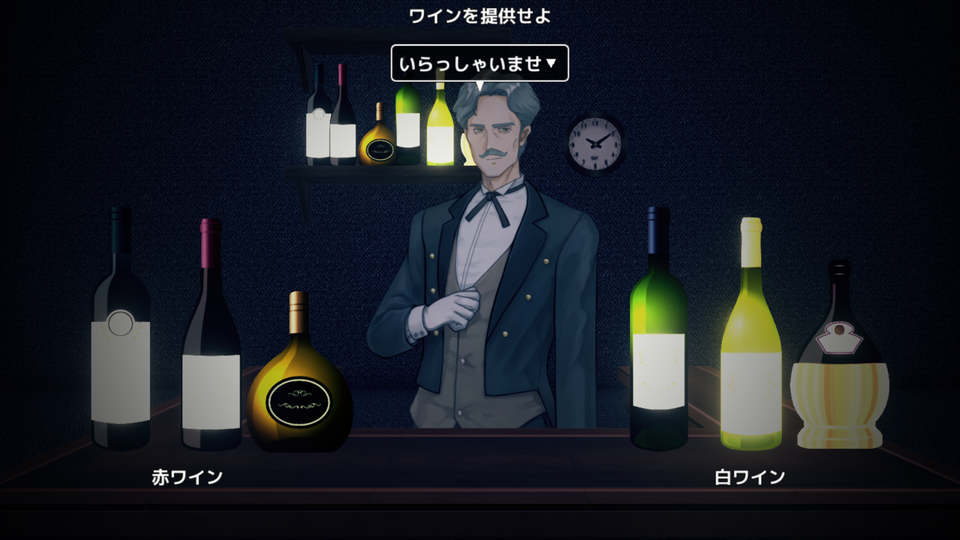 ワインを提供せよ
いらっしゃいませ▼
赤ワイン
白ワイン